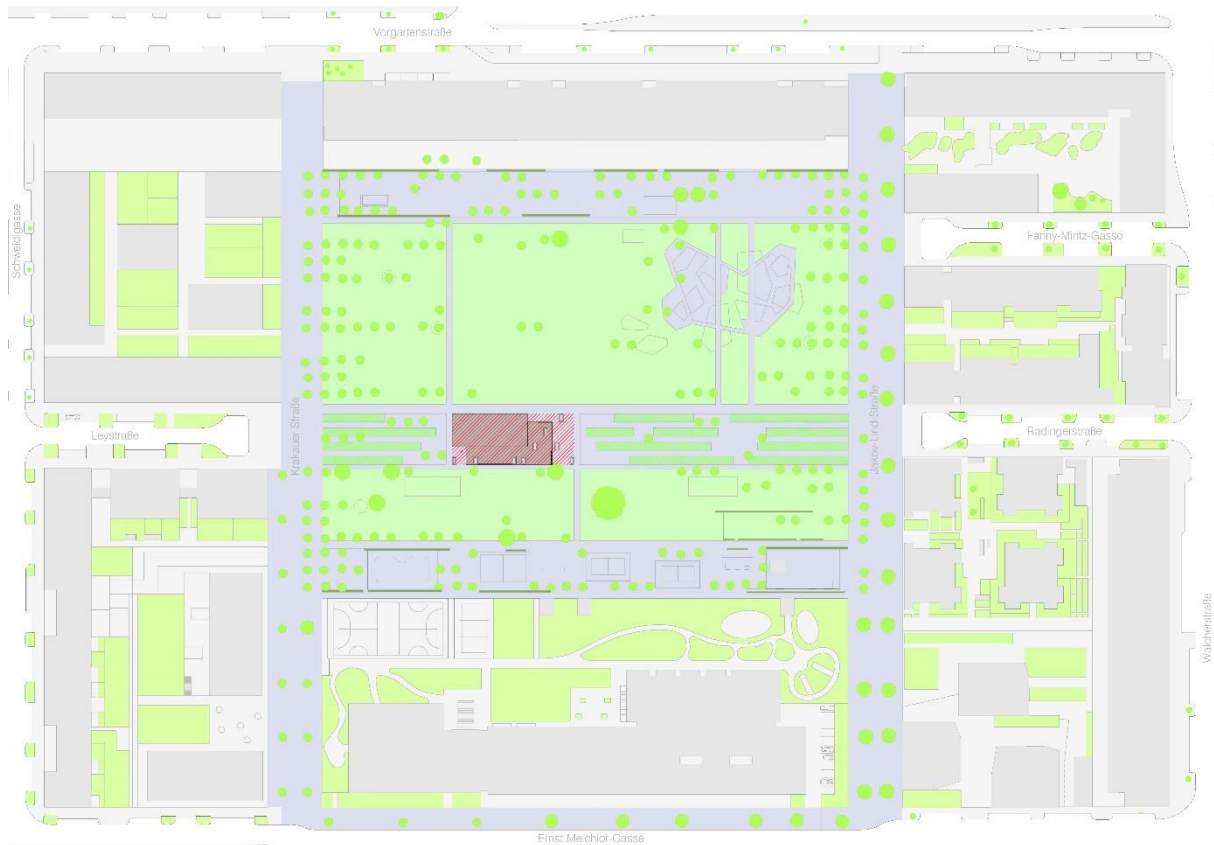 Vorgartenstraße
Schweidlgasse
Fanny-Mintz-Gasse
Krakauer Straße
Jakov-Lind-Straße
Leystraße
Radingerstraße
Walcherstraße
Ernst Melchior Gasse